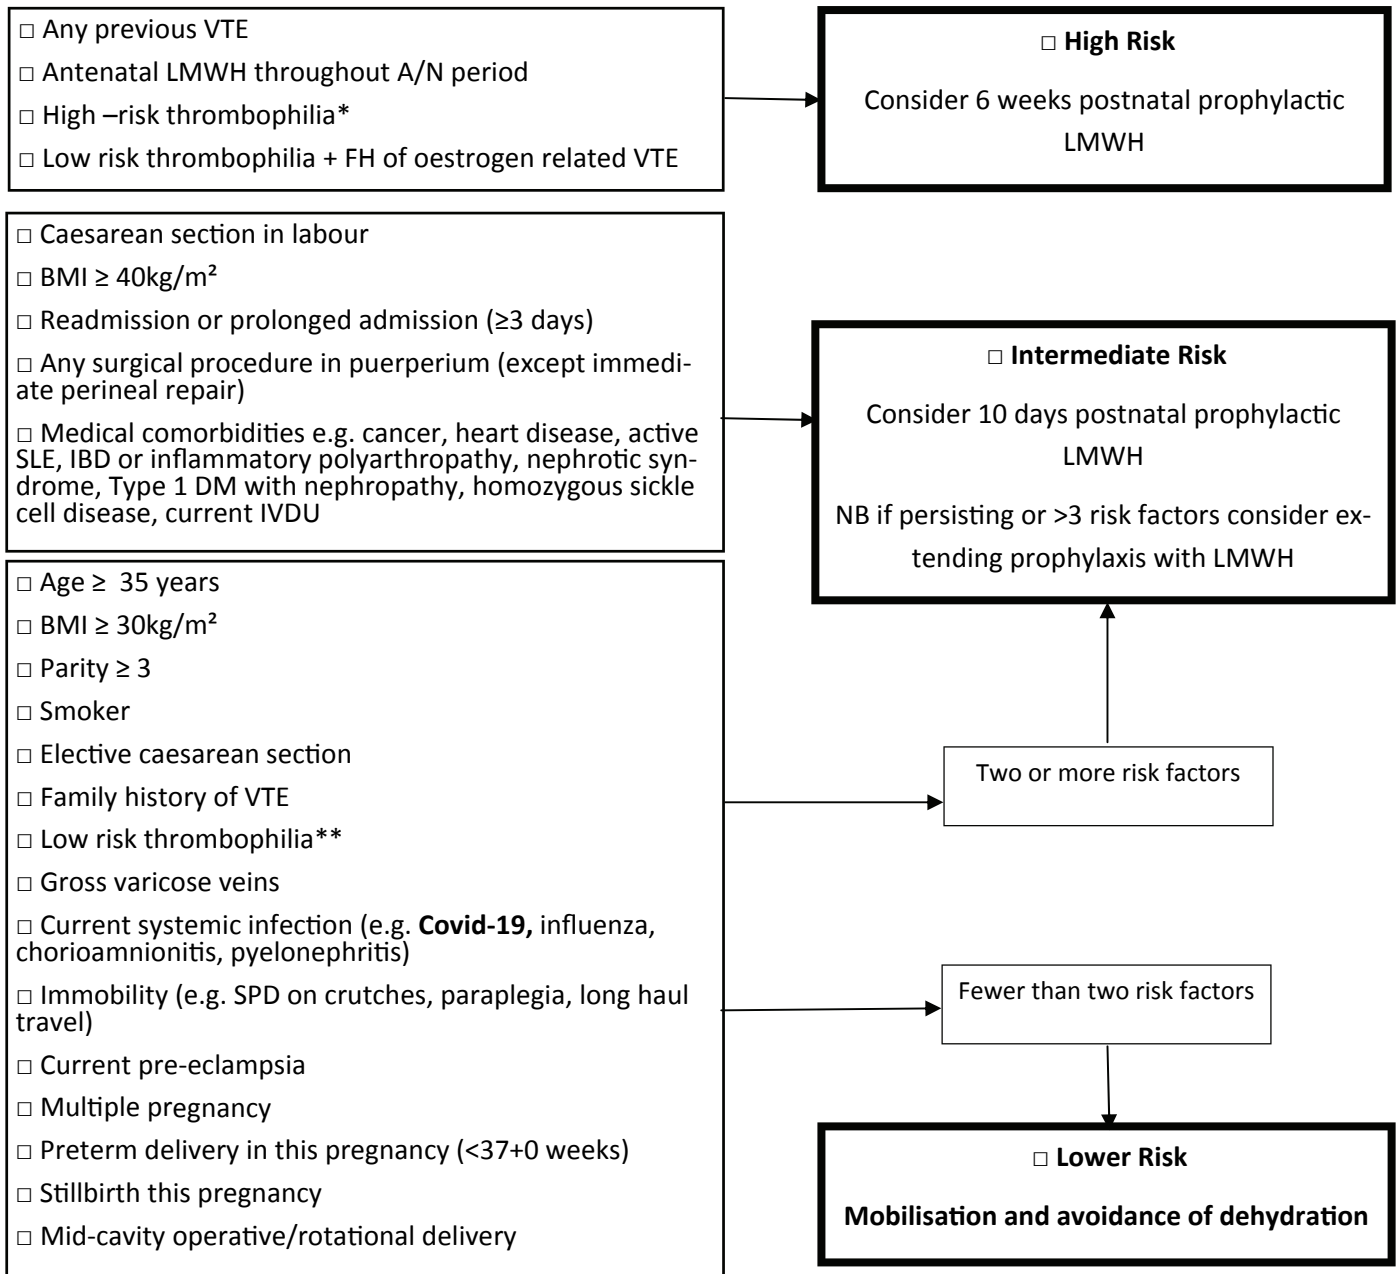 □ Any previous VTE
□ Antenatal LMWH throughout A/N period
□ High –risk thrombophilia*
□ Low risk thrombophilia + FH of oestrogen related VTE
□ High Risk
Consider 6 weeks postnatal prophylactic
LMWH
□ Caesarean section in labour
□ BMI ≥ 40kg/m²
□ Readmission or prolonged admission (≥3 days)
□ Any surgical procedure in puerperium (except immedi-
ate perineal repair)
□ Medical comorbidities e.g. cancer, heart disease, active
SLE, IBD or inflammatory polyarthropathy, nephrotic syn-
drome, Type 1 DM with nephropathy, homozygous sickle
cell disease, current IVDU
□ Intermediate Risk
Consider 10 days postnatal prophylactic
LMWH
NB if persisting or >3 risk factors consider ex-
tending prophylaxis with LMWH
□ Age ≥ 35 years
□ BMI ≥ 30kg/m²
□ Parity ≥ 3
□ Smoker
□ Elective caesarean section
□ Family history of VTE
□ Low risk thrombophilia**
□ Gross varicose veins
□ Current systemic infection (e.g. Covid-19, influenza,
chorioamnionitis, pyelonephritis)
□ Immobility (e.g. SPD on crutches, paraplegia, long haul
travel)
□ Current pre-eclampsia
□ Multiple pregnancy
□ Preterm delivery in this pregnancy (<37+0 weeks)
□ Stillbirth this pregnancy
□ Mid-cavity operative/rotational delivery
Two or more risk factors
Fewer than two risk factors
□ Lower Risk
Mobilisation and avoidance of dehydration